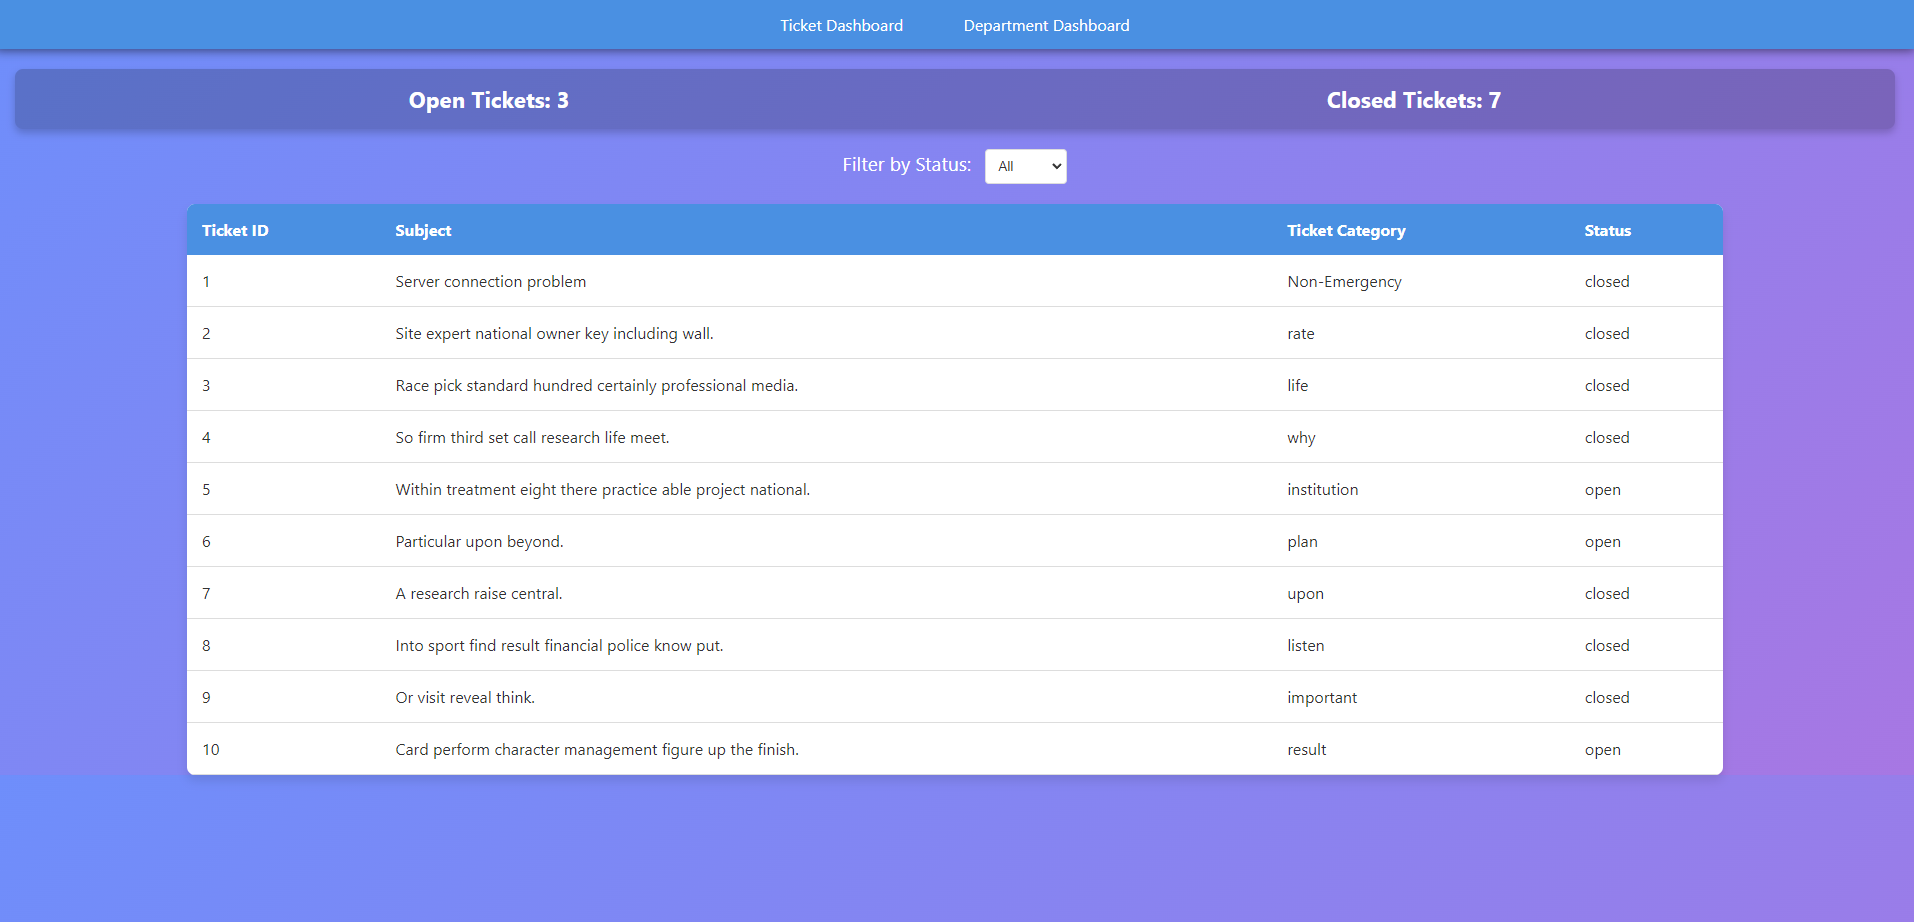 Ticket Dashboard Department Dashboard
Open Tickets: 3 Closed Tickets: 7
Filter by Status: All
Ticket ID Subject Ticket Category Status
1 Server connection problem Non-Emergency closed
2 Site expert national owner key including wall. rate closed
3 Race pick standard hundred certainly professional media. life closed
4 So firm third set call research life meet. why closed
5 Within treatment eight there practice able project national. institution open
6 Particular upon beyond. plan open
7 A research raise central. upon closed
8 Into sport find result financial police know put. listen closed
9 Or visit reveal think. important closed
10 Card perform character management figure up the finish. result open